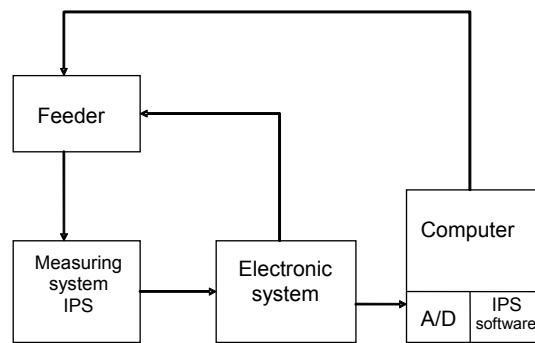 Feeder
Measuring
system
IPS
Electronic
system
Computer
A/D
IPS
software